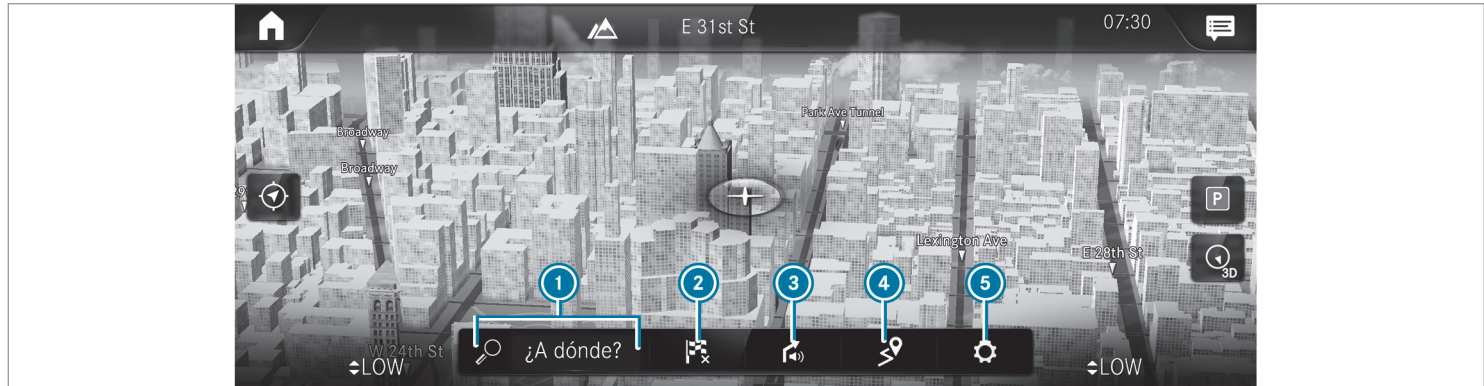 E 31st St
07:30
Park Ave Tunnel
Broadway
Broadway
P
Lexington Ave
E 28th St
3D
1
2
3
4
5
¿A dónde?
W 24th St
LOW
LOW